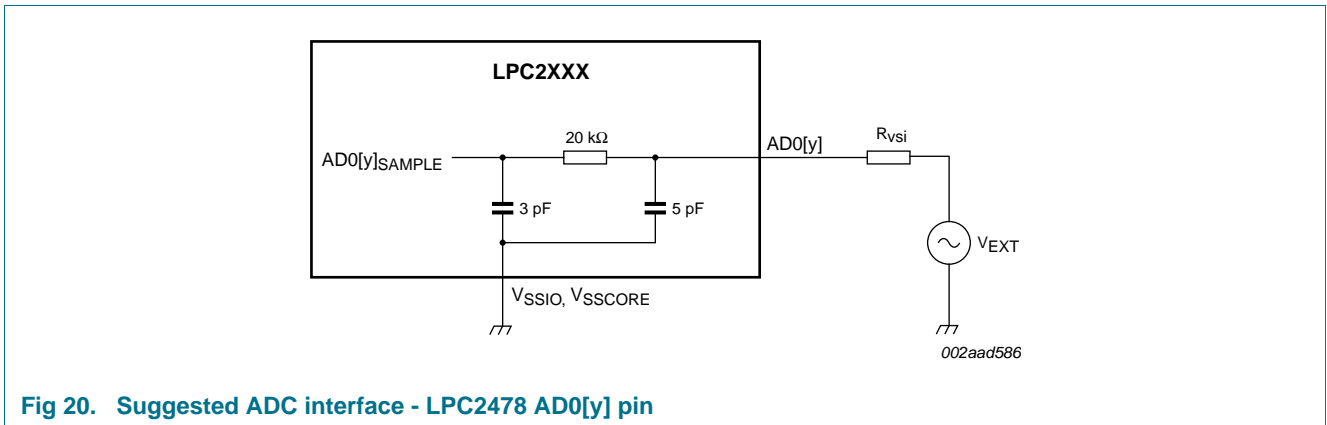 LPC2XXX
20 kΩ
AD0[y]SAMPLE
AD0[y]
Rvsi
3 pF
5 pF
VEXT
VSSIO, VSSCORE
002aad586
Fig 20. Suggested ADC interface - LPC2478 AD0[y] pin